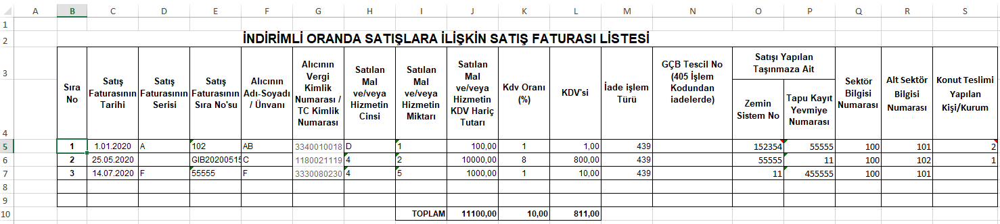 A B C D E F G H I J K L M N O P Q R S
1
2 İNDİRİMLİ ORANDA SATIŞLARA İLİŞKİN SATIŞ FATURASI LİSTESİ
3
4
Sıra
No
Satış
Faturasının
Tarihi
Satış
Faturasının
Serisi
Satış
Faturasının
Sıra No'su
Alıcının
Adı-Soyadı
/ Ünvanı
Alıcının
Vergi
Kimlik
Numarası /
TC Kimlik
Numarası
Satılan
Mal
ve/veya
Hizmetin
Cinsi
Satılan
Mal
ve/veya
Hizmetin
Miktarı
Satılan
Mal
ve/veya
Hizmetin
KDV Hariç
Tutarı
Kdv Oranı
(%)
KDV'si
İade işlem
Türü
GÇB Tescil No
(405 İşlem
Kodundan
iadelerde)
Satışı Yapılan
Taşınmaza Ait
Zemin
Sistem No
Tapu Kayıt
Yevmiye
Numarası
Sektör
Bilgisi
Numarası
Alt Sektör
Bilgisi
Numarası
Konut Teslimi
Yapılan
Kişi/Kurum
5 1 1.01.2020 A 102 AB 3340010018 D 1 100,00 1 1,00 439 152354 55555 100 101 2
6 2 25.05.2020 GIB20200515 C 1180021119 4 2 10000,00 8 800,00 439 55555 11 100 102 1
7 3 14.07.2020 F 55555 F 3330080230 4 5 1000,00 1 10,00 439 11 455555 100 101
8
9
10 TOPLAM 11100,00 10,00 811,00